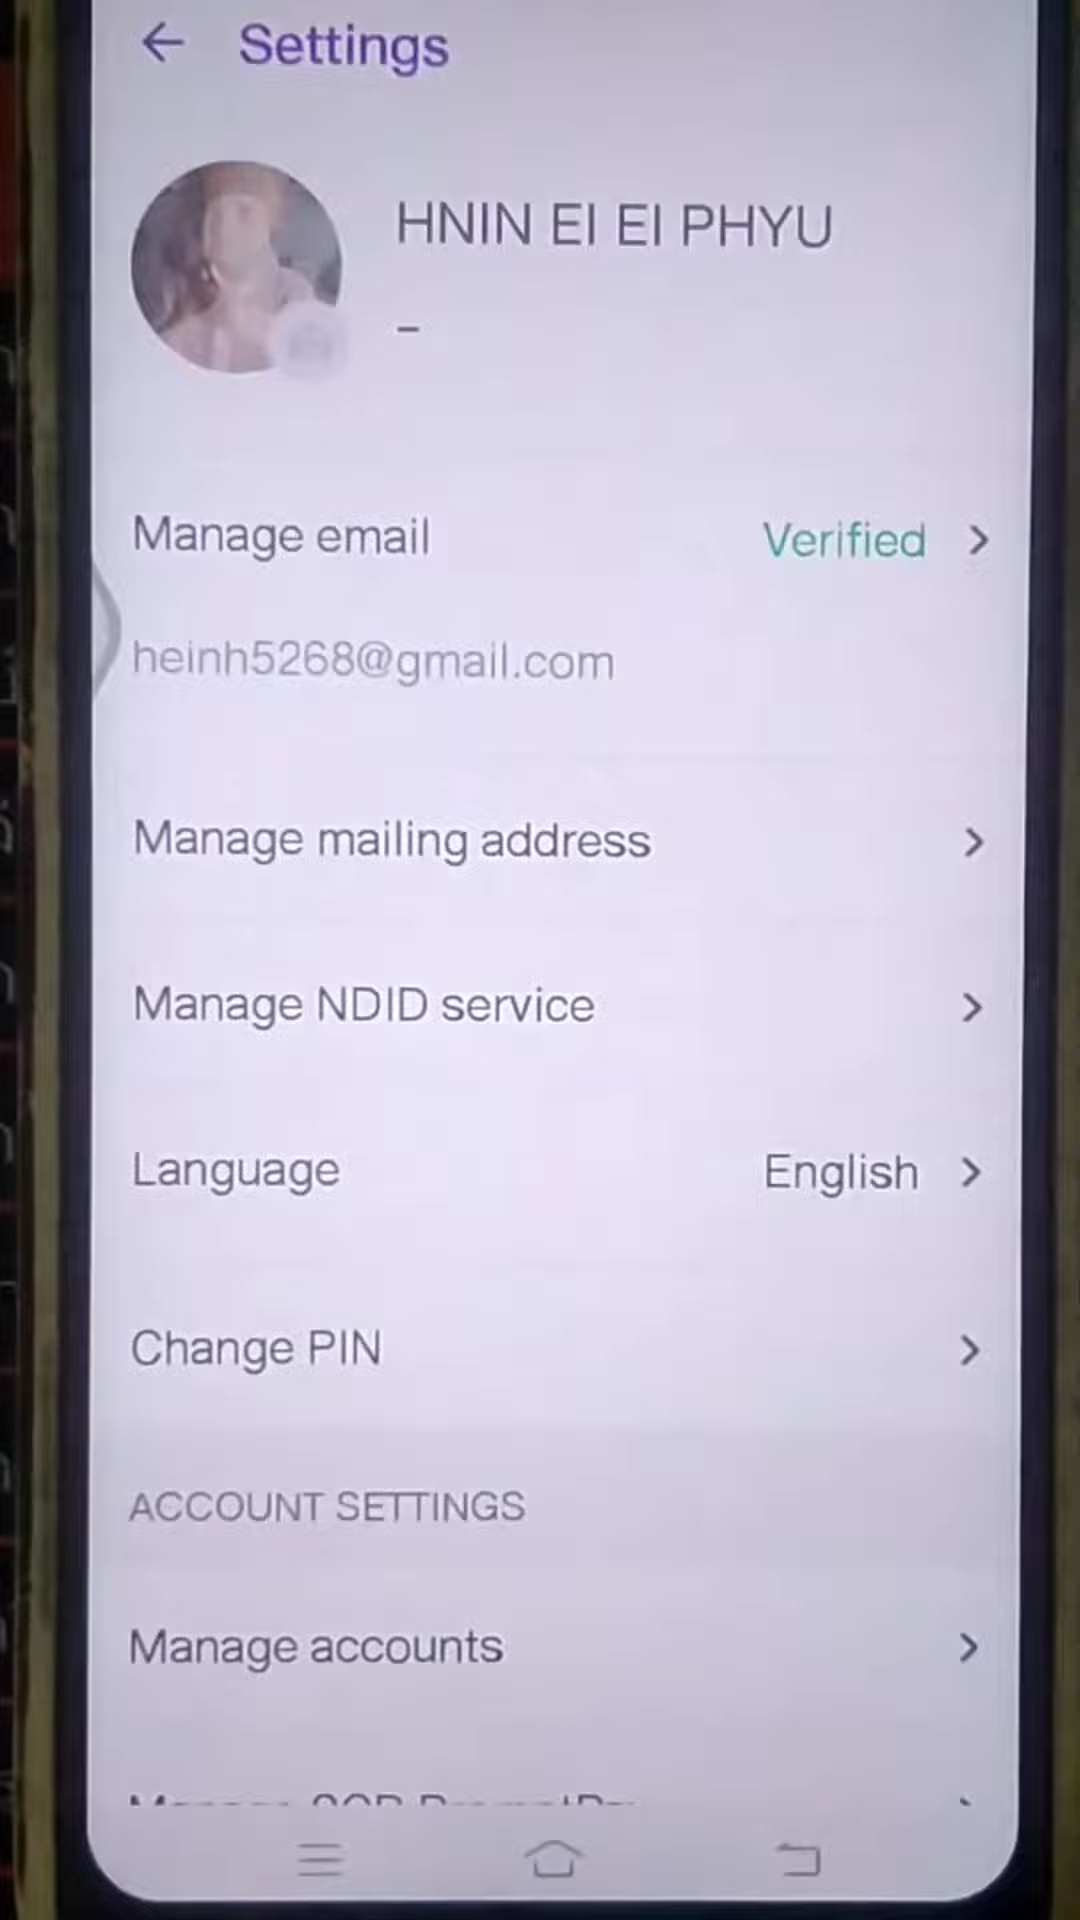 Settings
HNIN EI EI PHYU
-
Manage email Verified
heinh5268@gmail.com
Manage mailing address
Manage NDID service
Language English
Change PIN
ACCOUNT SETTINGS
Manage accounts
Manage